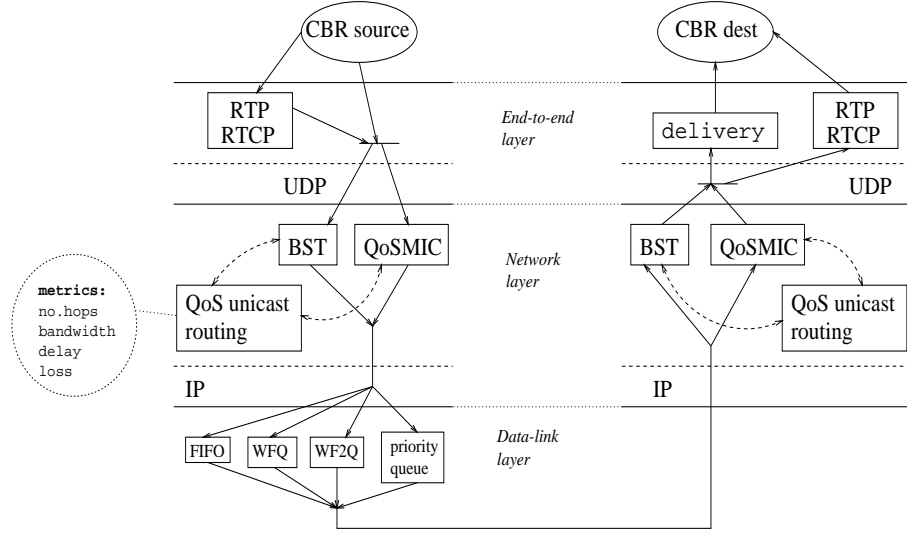 CBR source
CBR dest
RTP
RTCP
End-to-end
layer
delivery
RTP
RTCP
UDP
UDP
BST
QoSMIC
Network
layer
BST
QoSMIC
metrics:
no.hops
bandwidth
delay
loss
QoS unicast
routing
QoS unicast
routing
IP
IP
FIFO
WFQ
WF2Q
priority
queue
Data-link
layer